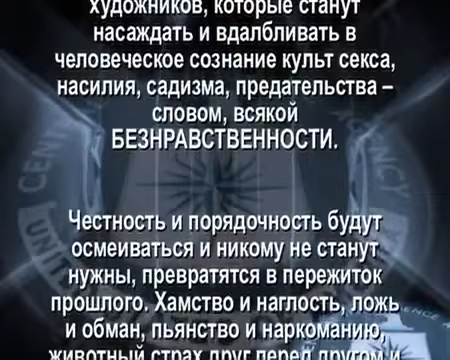 художников, которые станут
насаждать и вдалбливать в
человеческое сознание культ секса,
насилия, садизма, предательства –
словом, всякой
БЕЗНРАВСТВЕННОСТИ.
Честность и порядочность будут
осмеиваться и никому не станут
нужны, превратятся в пережиток
прошлого. Хамство и наглость, ложь
и обман, пьянство и наркоманию,
животный страх друг перед другом и